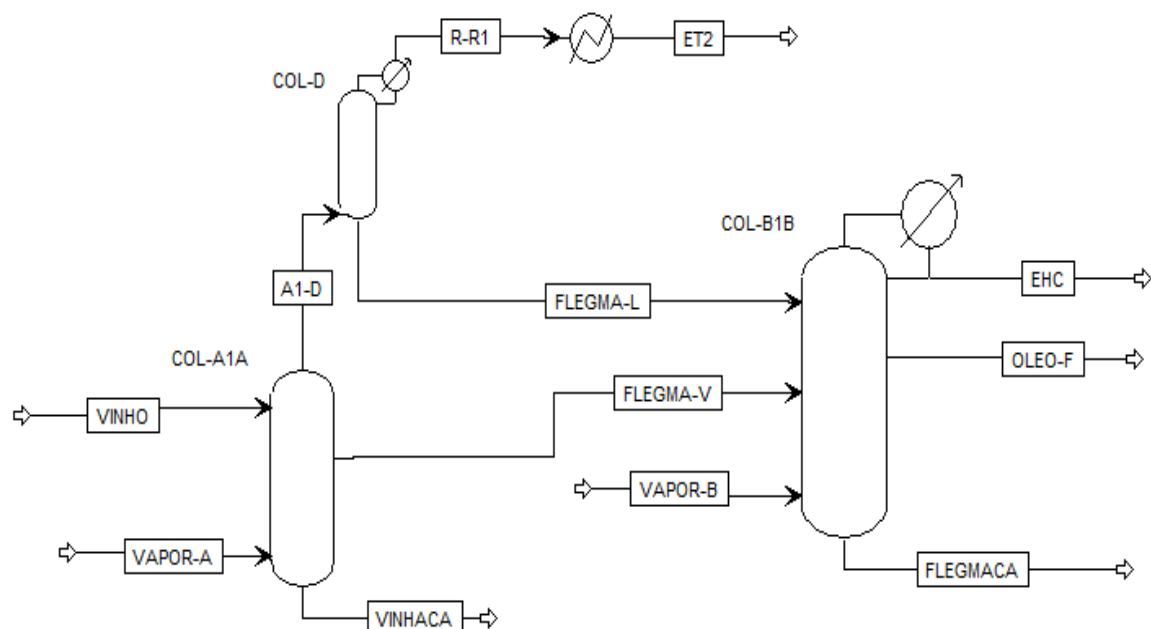 R-R1
ET2
COL-D
COL-B1B
A1-D
EHC
FLEGMA-L
COL-A1A
OLEO-F
FLEGMA-V
VINHO
VAPOR-B
VAPOR-A
FLEGMACA
VINHACA